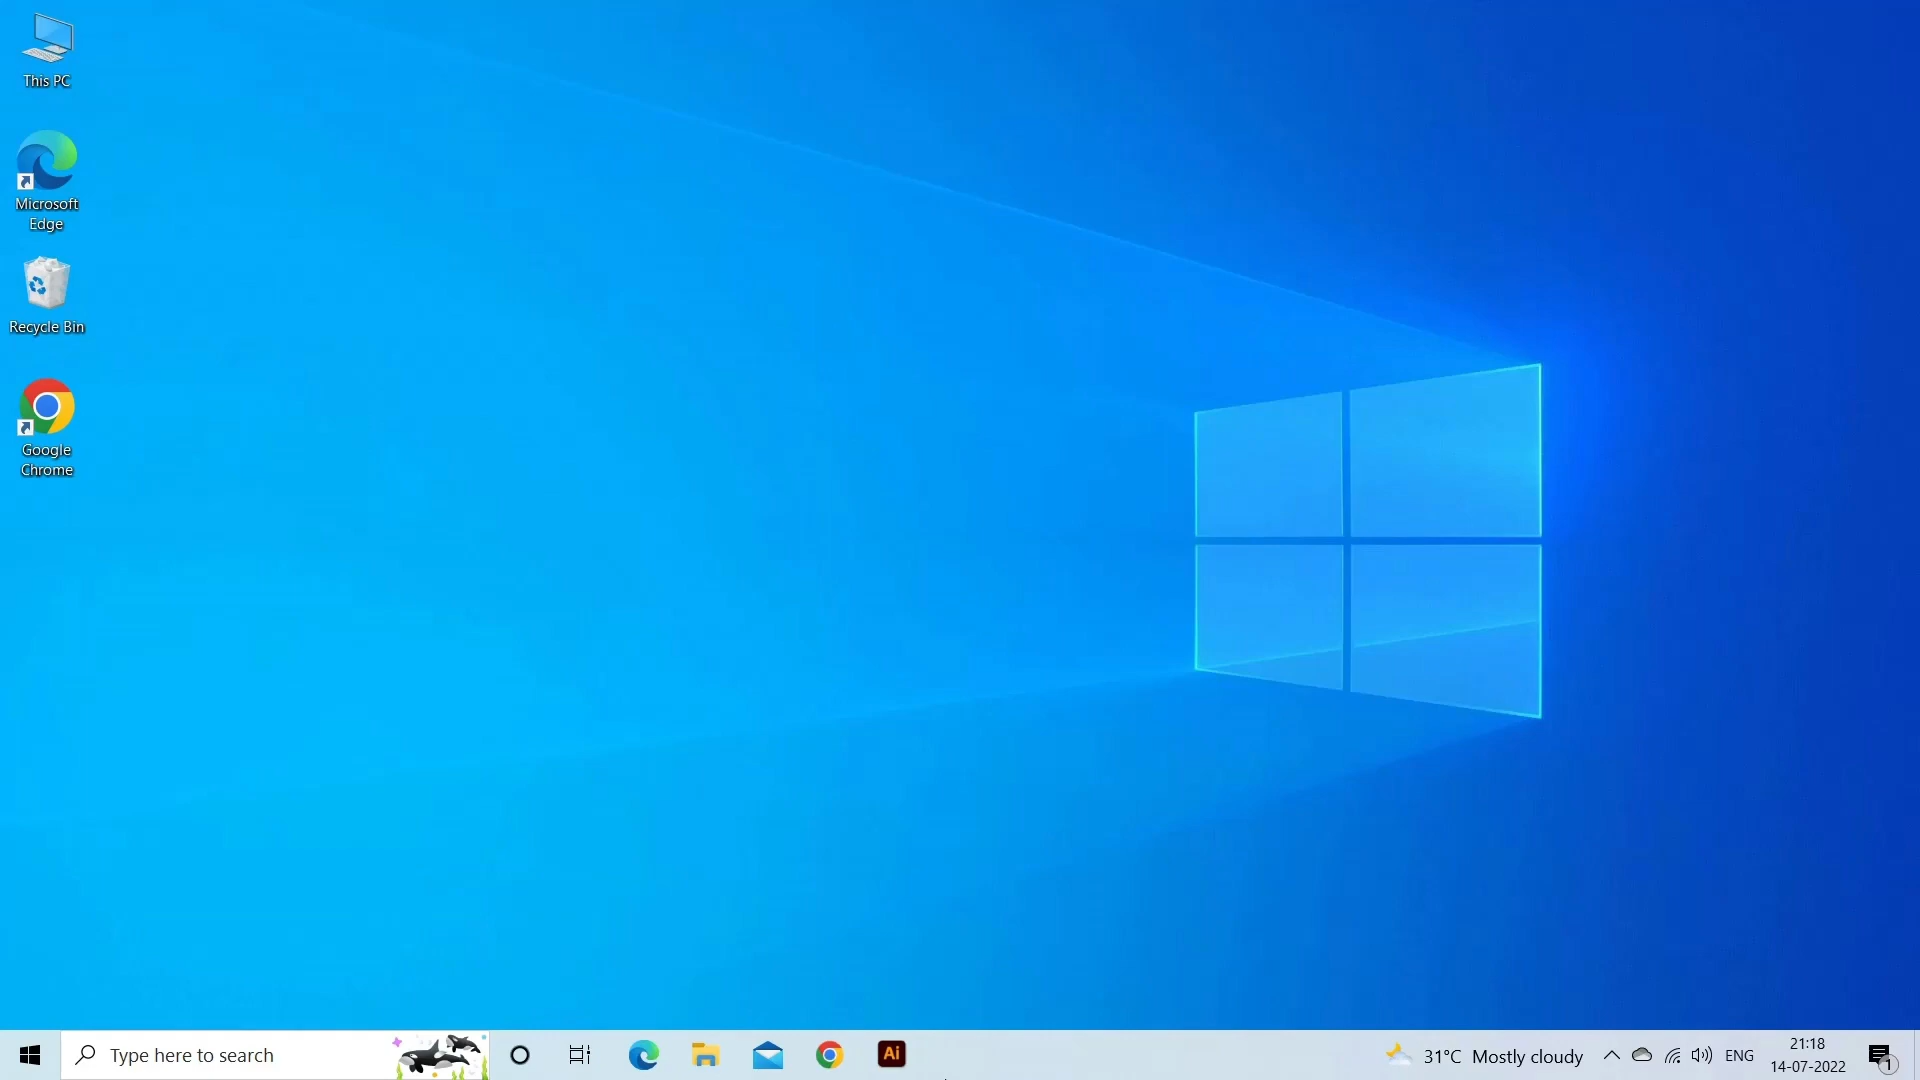 This PC
Microsoft
Edge
Recycle Bin
Google
Chrome
Type here to search
Ai
31°C Mostly cloudy
ENG
21:18
14-07-2022
1